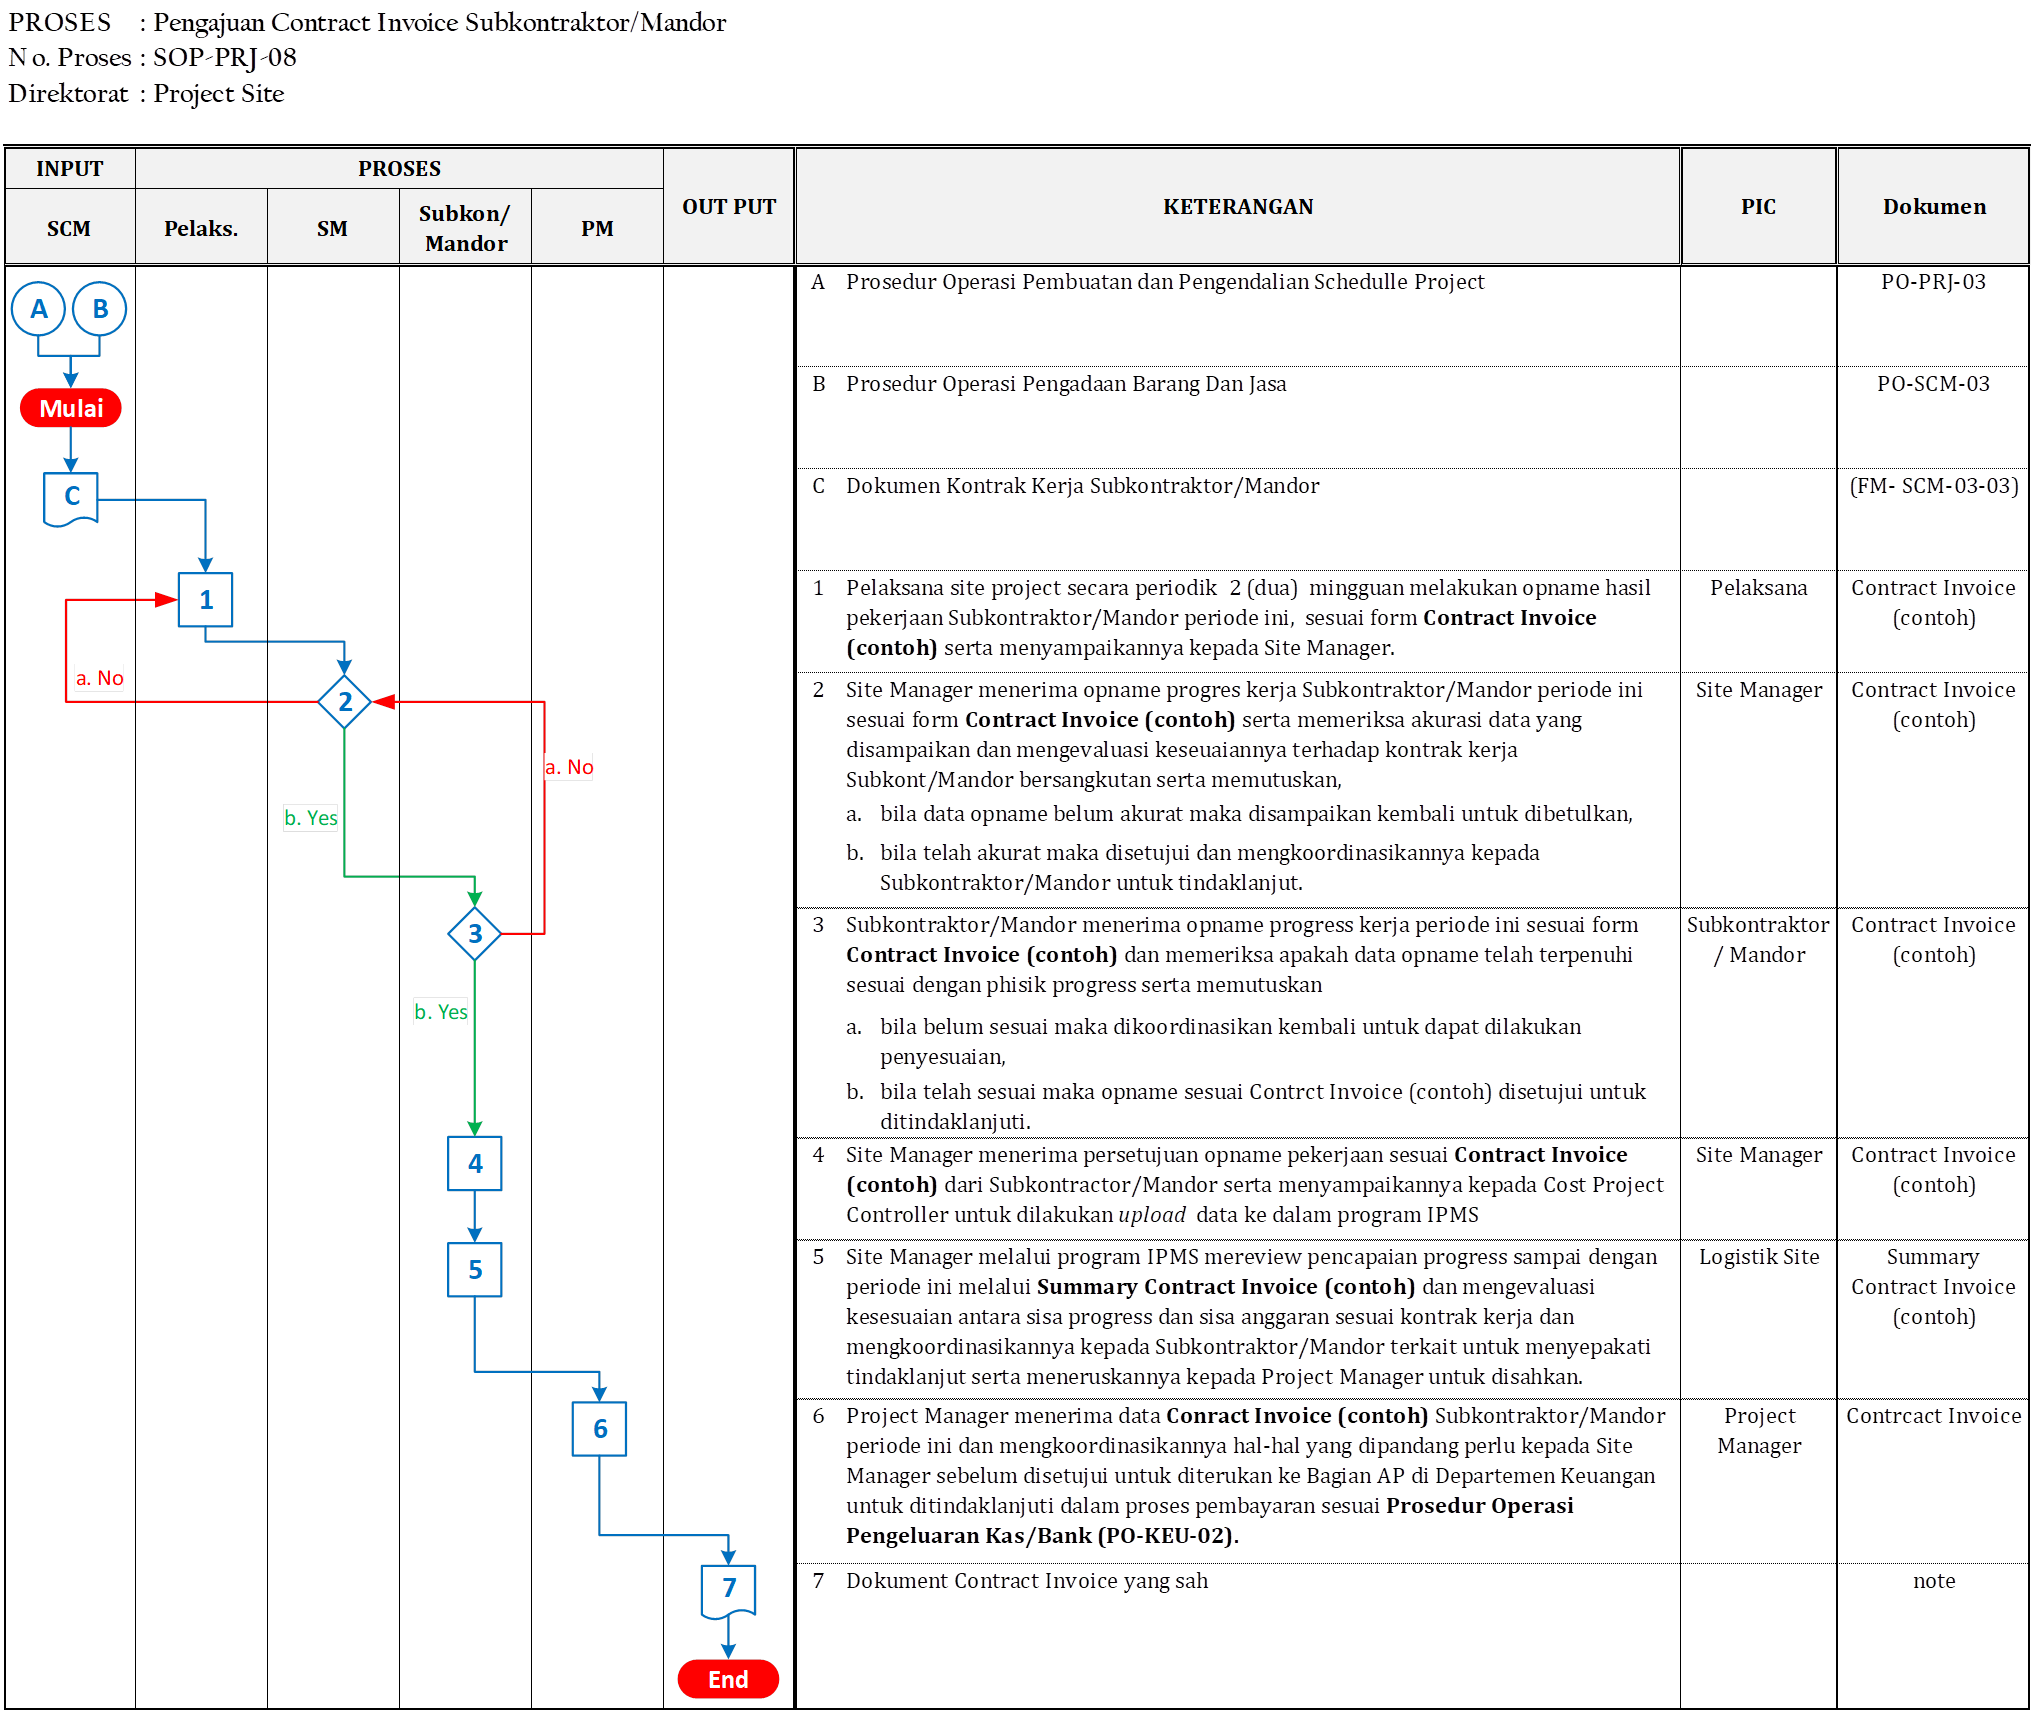 PROSES : Pengajuan Contract Invoice Subkontraktor/Mandor
No. Proses : SOP-PRJ-08
Direktorat : Project Site
INPUT
PROSES
OUT PUT
KETERANGAN
PIC
Dokumen
SCM
Pelaks.
SM
Subkon/
Mandor
PM
A
B
Mulai
C
1
a. No
2
a. No
b. Yes
3
b. Yes
4
5
6
7
End
A Prosedur Operasi Pembuatan dan Pengendalian Schedulle Project
PO-PRJ-03
B Prosedur Operasi Pengadaan Barang Dan Jasa
PO-SCM-03
C Dokumen Kontrak Kerja Subkontraktor/Mandor
(FM- SCM-03-03)
1 Pelaksana site project secara periodik 2 (dua) mingguan melakukan opname hasil
pekerjaan Subkontraktor/Mandor periode ini, sesuai form Contract Invoice
(contoh) serta menyampaikannya kepada Site Manager.
Pelaksana
Contract Invoice
(contoh)
2 Site Manager menerima opname progres kerja Subkontraktor/Mandor periode ini
sesuai form Contract Invoice (contoh) serta memeriksa akurasi data yang
disampaikan dan mengevaluasi keseuaiannya terhadap kontrak kerja
Subkont/Mandor bersangkutan serta memutuskan,
a. bila data opname belum akurat maka disampaikan kembali untuk dibetulkan,
b. bila telah akurat maka disetujui dan mengkoordinasikannya kepada
Subkontraktor/Mandor untuk tindaklanjut.
Site Manager
Contract Invoice
(contoh)
3 Subkontraktor/Mandor menerima opname progress kerja periode ini sesuai form
Contract Invoice (contoh) dan memeriksa apakah data opname telah terpenuhi
sesuai dengan phisik progress serta memutuskan
a. bila belum sesuai maka dikoordinasikan kembali untuk dapat dilakukan
penyesuaian,
b. bila telah sesuai maka opname sesuai Contrct Invoice (contoh) disetujui untuk
ditindaklanjuti.
Subkontraktor
/ Mandor
Contract Invoice
(contoh)
4 Site Manager menerima persetujuan opname pekerjaan sesuai Contract Invoice
(contoh) dari Subkontractor/Mandor serta menyampaikannya kepada Cost Project
Controller untuk dilakukan upload data ke dalam program IPMS
Site Manager
Contract Invoice
(contoh)
5 Site Manager melalui program IPMS mereview pencapaian progress sampai dengan
periode ini melalui Summary Contract Invoice (contoh) dan mengevaluasi
kesesuaian antara sisa progress dan sisa anggaran sesuai kontrak kerja dan
mengkoordinasikannya kepada Subkontraktor/Mandor terkait untuk menyepakati
tindaklanjut serta meneruskannya kepada Project Manager untuk disahkan.
Logistik Site
Summary
Contract Invoice
(contoh)
6 Project Manager menerima data Conract Invoice (contoh) Subkontraktor/Mandor
periode ini dan mengkoordinasikannya hal-hal yang dipandang perlu kepada Site
Manager sebelum disetujui untuk diterukan ke Bagian AP di Departemen Keuangan
untuk ditindaklanjuti dalam proses pembayaran sesuai Prosedur Operasi
Pengeluaran Kas/Bank (PO-KEU-02).
Project
Manager
Contrcact Invoice
7 Dokument Contract Invoice yang sah
note